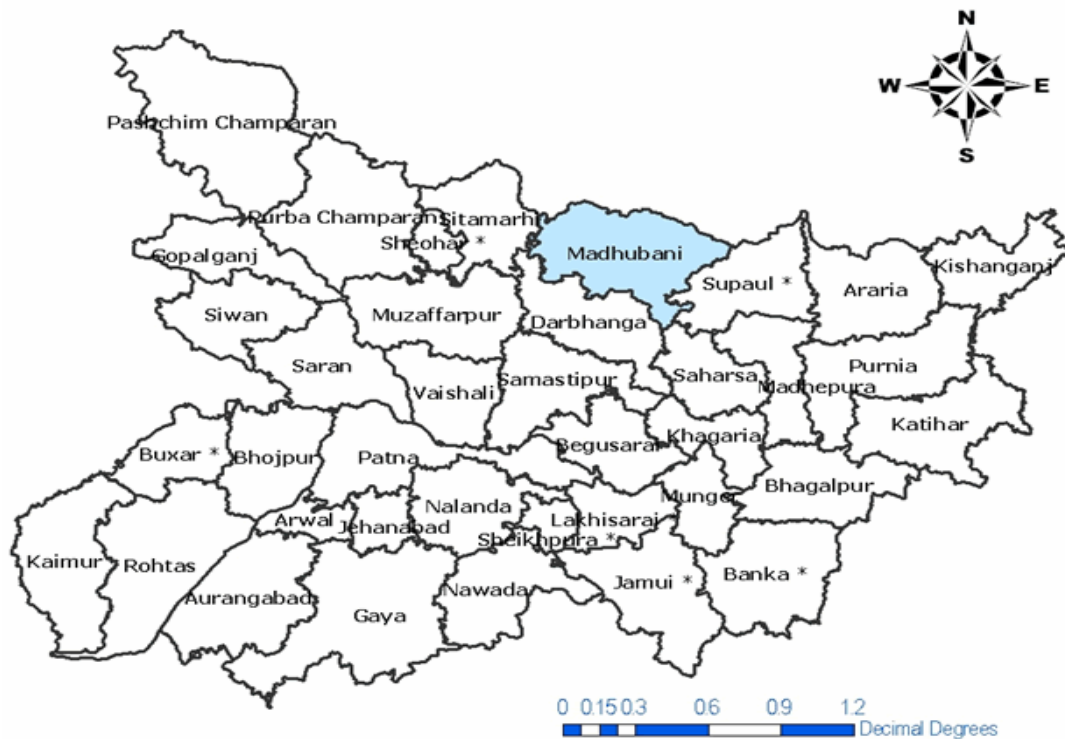 N
W E
S
Pashchim Champaran
Purba Champaran
Sitamarhi
Sheohar *
Gopalganj
Madhubani
Kishanganj
Supaul *
Araria
Siwan
Muzaffarpur
Darbhanga
Saran
Vaishali
Samastipur
Saharsa
Madhepura
Purnia
Katihar
Buxar *
Bhojpur
Patna
Begusarai
Khagaria
Bhagalpur
Munger
Nalanda
Lakhisarai
Arwal
Jehanabad
Sheikhpura *
Kaimur
Rohtas
Aurangabad
Gaya
Nawada
Jamui *
Banka *
0 0.15 0.3 0.6 0.9 1.2
Decimal Degrees